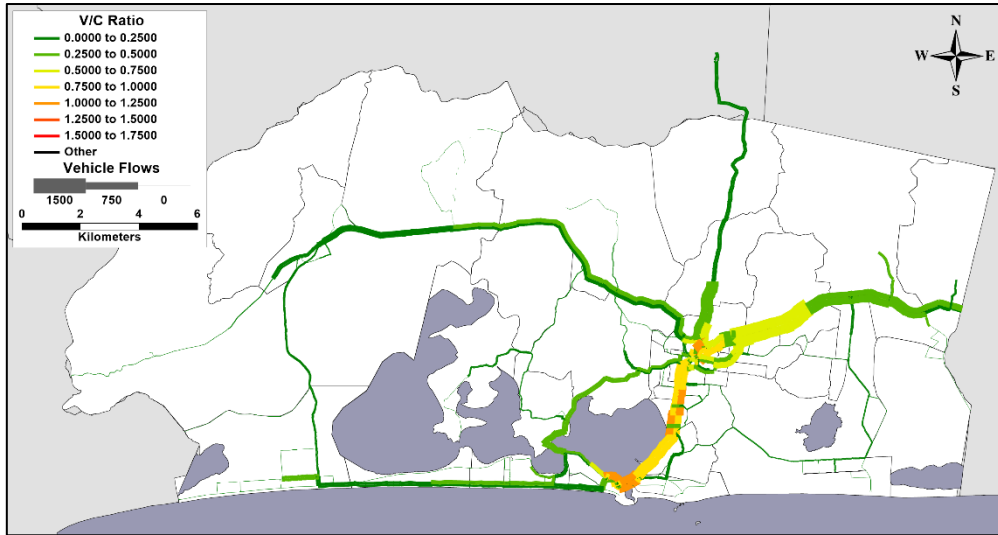 V/C Ratio
0.0000 to 0.2500
0.2500 to 0.5000
0.5000 to 0.7500
0.7500 to 1.0000
1.0000 to 1.2500
1.2500 to 1.5000
1.5000 to 1.7500
Other
Vehicle Flows
1500 750 0
0 2 4 6
Kilometers
N
W E
S